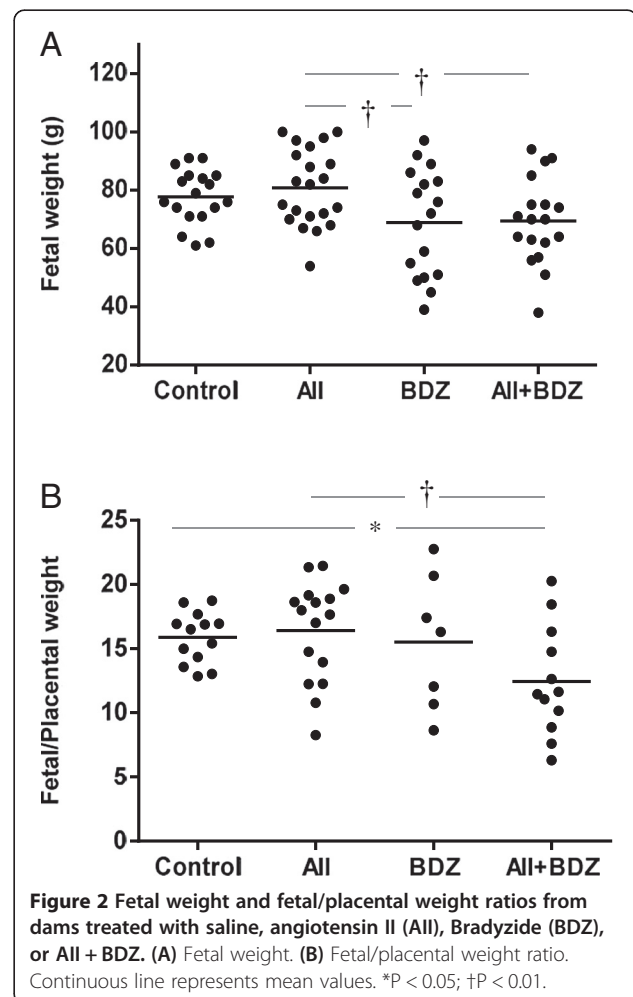 A
120
†
†
100
80
60
40
20
Fetal weight (g)
Control AII BDZ AII+BDZ
B
†
25
*
20
15
10
5
0
Fetal/Placental weight
Control AII BDZ AII+BDZ
Figure 2 Fetal weight and fetal/placental weight ratios from
dams treated with saline, angiotensin II (AII), Bradyzide (BDZ),
or AII + BDZ. (A) Fetal weight. (B) Fetal/placental weight ratio.
Continuous line represents mean values. *P < 0.05; †P < 0.01.